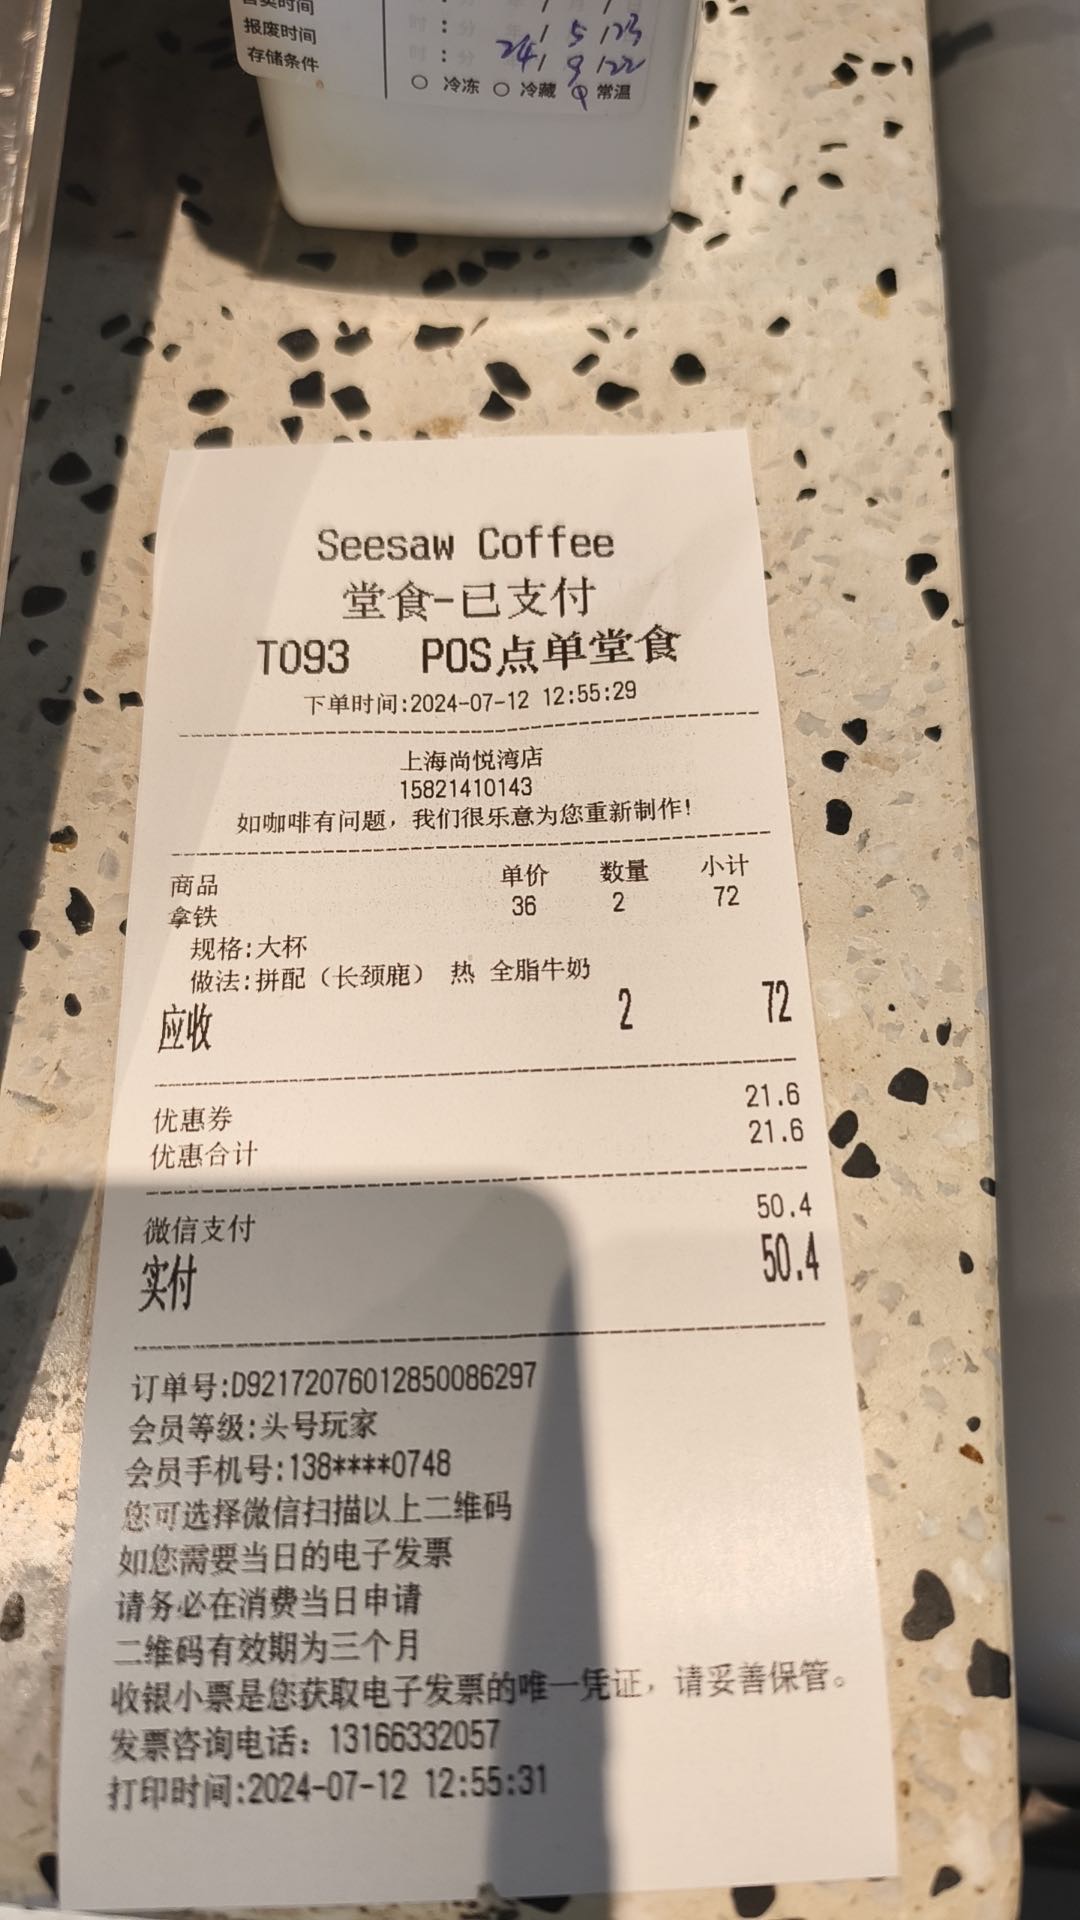 报废时间
存储条件
时 : 分
24 / 9 / 22
冷冻 冷藏 常温
Seesaw Coffee
堂食-已支付
T093 POS点单堂食
下单时间:2024-07-12 12:55:29
上海尚悦湾店
15821410143
如咖啡有问题，我们很乐意为您重新制作!
商品 单价 数量 小计
拿铁 36 2 72
规格:大杯
做法:拼配（长颈鹿） 热 全脂牛奶
应收 2 72
优惠券 21.6
优惠合计 21.6
微信支付 50.4
实付 50.4
订单号:D921720760128500​86297
会员等级:头号玩家
会员手机号:138****0748
您可选择微信扫描以上二维码
如您需要当日的电子发票
请务必在消费当日申请
二维码有效期为三个月
收银小票是您获取电子发票的唯一凭证，请妥善保管。
发票咨询电话：13166332057
打印时间:2024-07-12 12:55:31